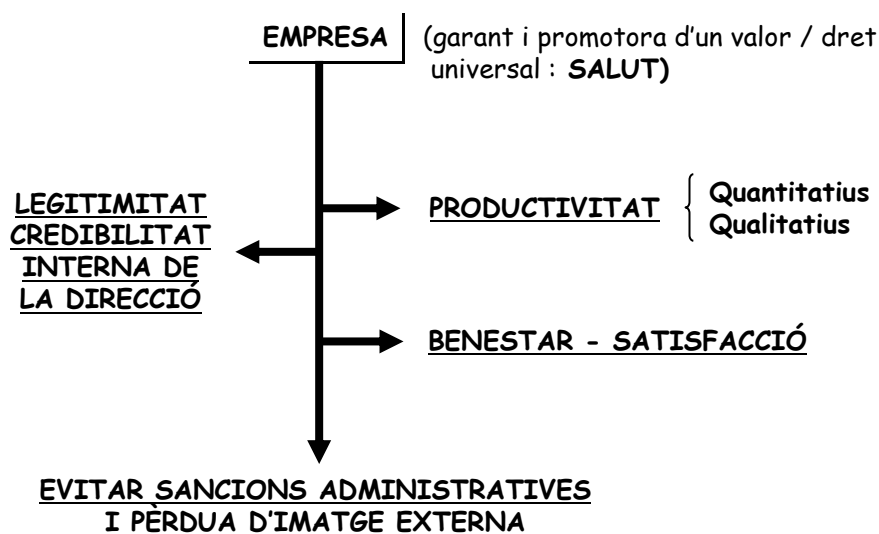 EMPRESA
(garant i promotora d'un valor / dret
universal : SALUT)
LEGITIMITAT
CREDIBILITAT
INTERNA DE
LA DIRECCIÓ
PRODUCTIVITAT
Quantitatius
Qualitatius
BENESTAR - SATISFACCIÓ
EVITAR SANCIONS ADMINISTRATIVES
I PÈRDUA D'IMATGE EXTERNA